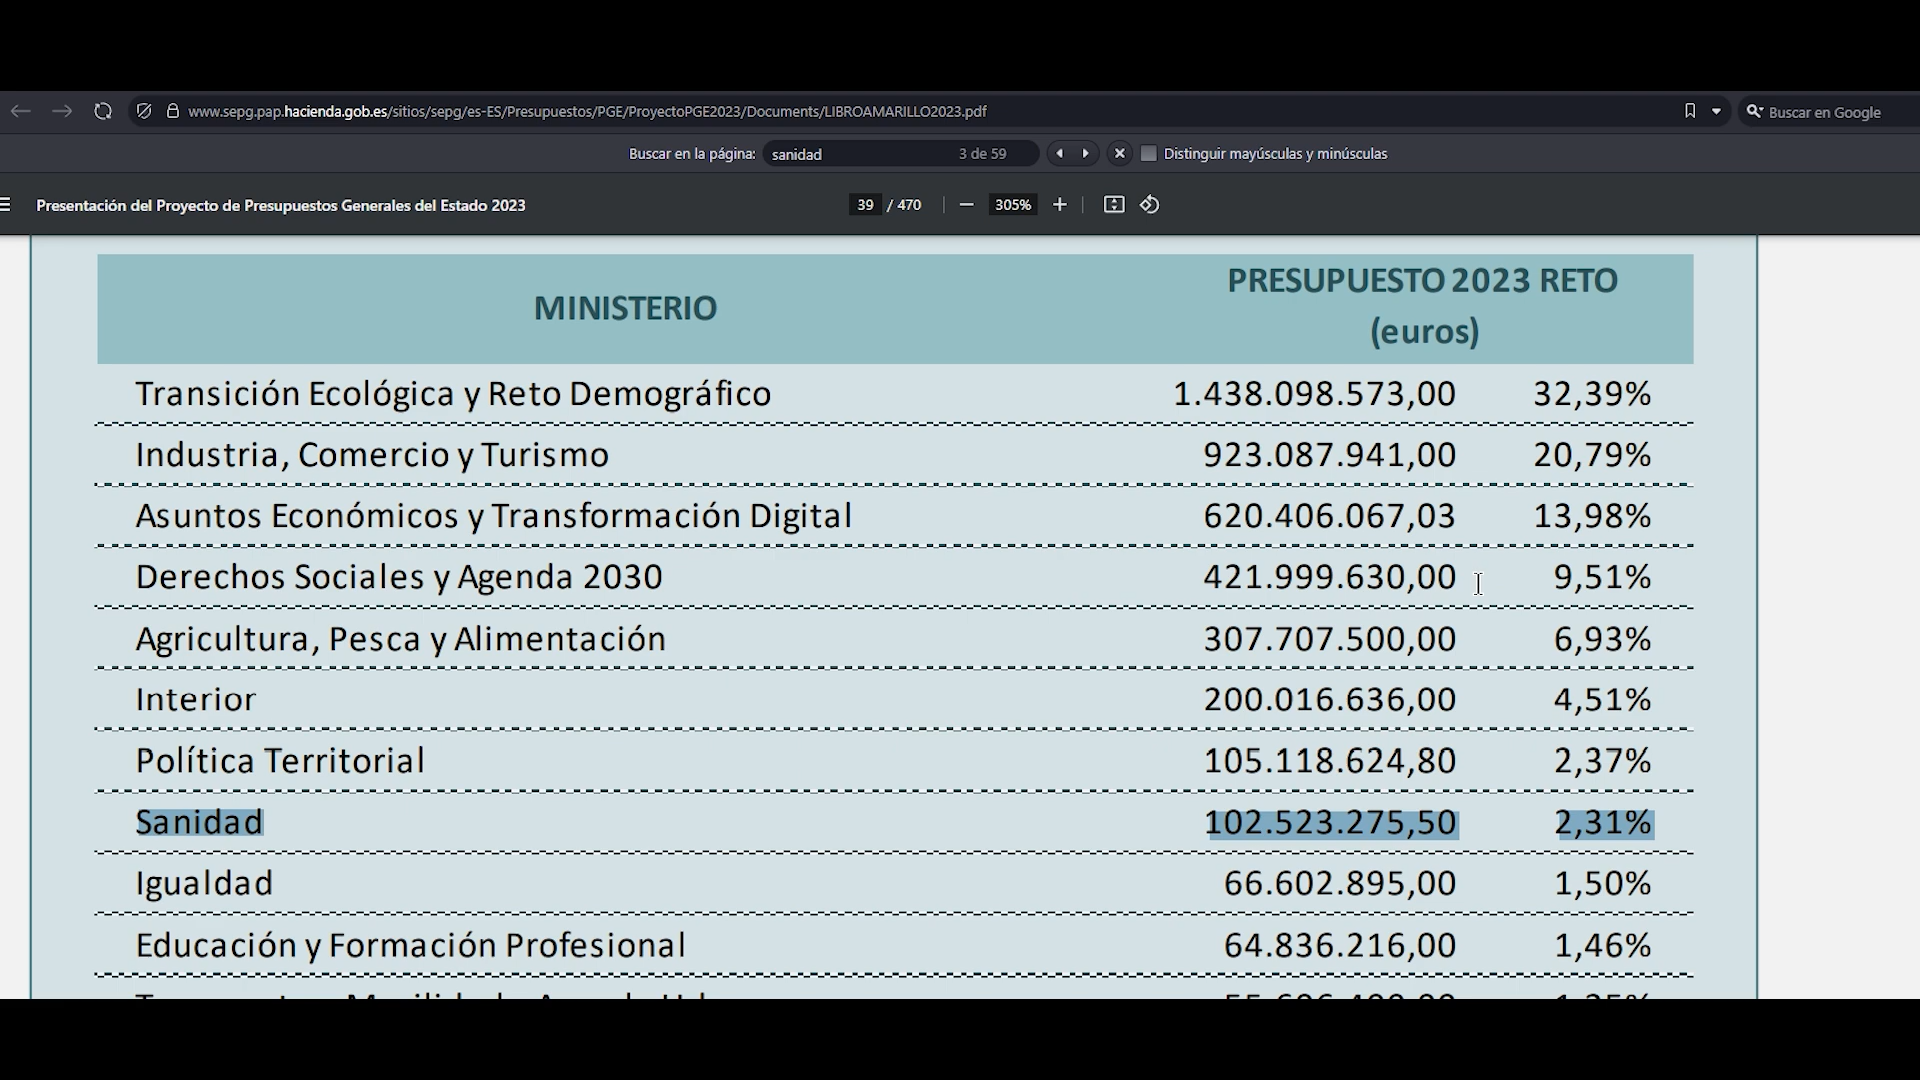 www.sepg.pap.hacienda.gob.es/sitios/sepg/es-ES/Presupuestos/PGE/ProyectoPGE2023/Documents/LIBROAMARILLO2023.pdf
Buscar en Google
Buscar en la página: sanidad 3 de 59 Distinguir mayúsculas y minúsculas
Presentación del Proyecto de Presupuestos Generales del Estado 2023 39 / 470 305%
MINISTERIO PRESUPUESTO 2023 RETO
(euros)
Transición Ecológica y Reto Demográfico 1.438.098.573,00 32,39%
Industria, Comercio y Turismo 923.087.941,00 20,79%
Asuntos Económicos y Transformación Digital 620.406.067,03 13,98%
Derechos Sociales y Agenda 2030 421.999.630,00 9,51%
Agricultura, Pesca y Alimentación 307.707.500,00 6,93%
Interior 200.016.636,00 4,51%
Política Territorial 105.118.624,80 2,37%
Sanidad 102.523.275,50 2,31%
Igualdad 66.602.895,00 1,50%
Educación y Formación Profesional 64.836.216,00 1,46%